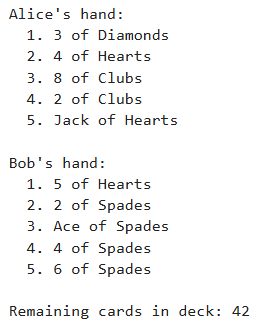 Alice's hand:
1. 3 of Diamonds
2. 4 of Hearts
3. 8 of Clubs
4. 2 of Clubs
5. Jack of Hearts
Bob's hand:
1. 5 of Hearts
2. 2 of Spades
3. Ace of Spades
4. 4 of Spades
5. 6 of Spades
Remaining cards in deck: 42